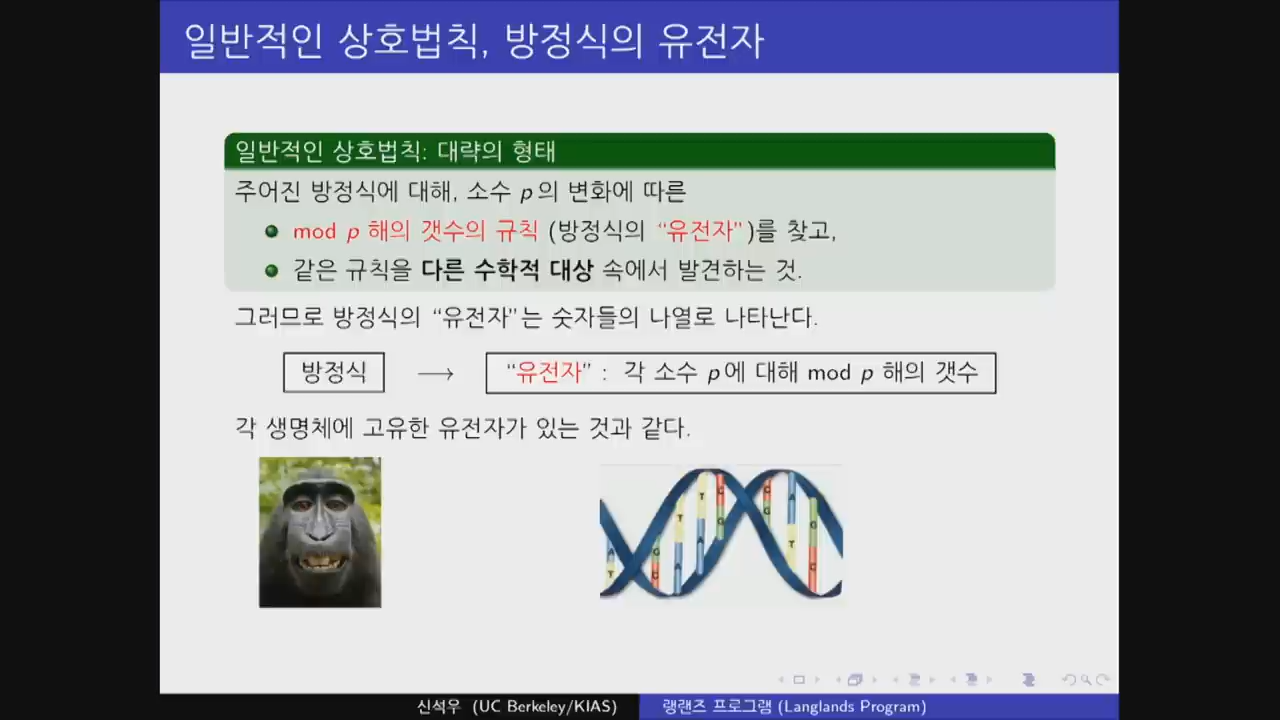 일반적인 상호법칙, 방정식의 유전자
일반적인 상호법칙: 대략의 형태
주어진 방정식에 대해, 소수 p의 변화에 따른
mod p 해의 갯수의 규칙 (방정식의 “유전자”)를 찾고,
같은 규칙을 다른 수학적 대상 속에서 발견하는 것.
그러므로 방정식의 “유전자”는 숫자들의 나열로 나타난다.
방정식 → “유전자” : 각 소수 p에 대해 mod p 해의 갯수
각 생명체에 고유한 유전자가 있는 것과 같다.
A T G C T A T A C G C G A T G C
신석우 (UC Berkeley/KIAS) 랭랜즈 프로그램 (Langlands Program)